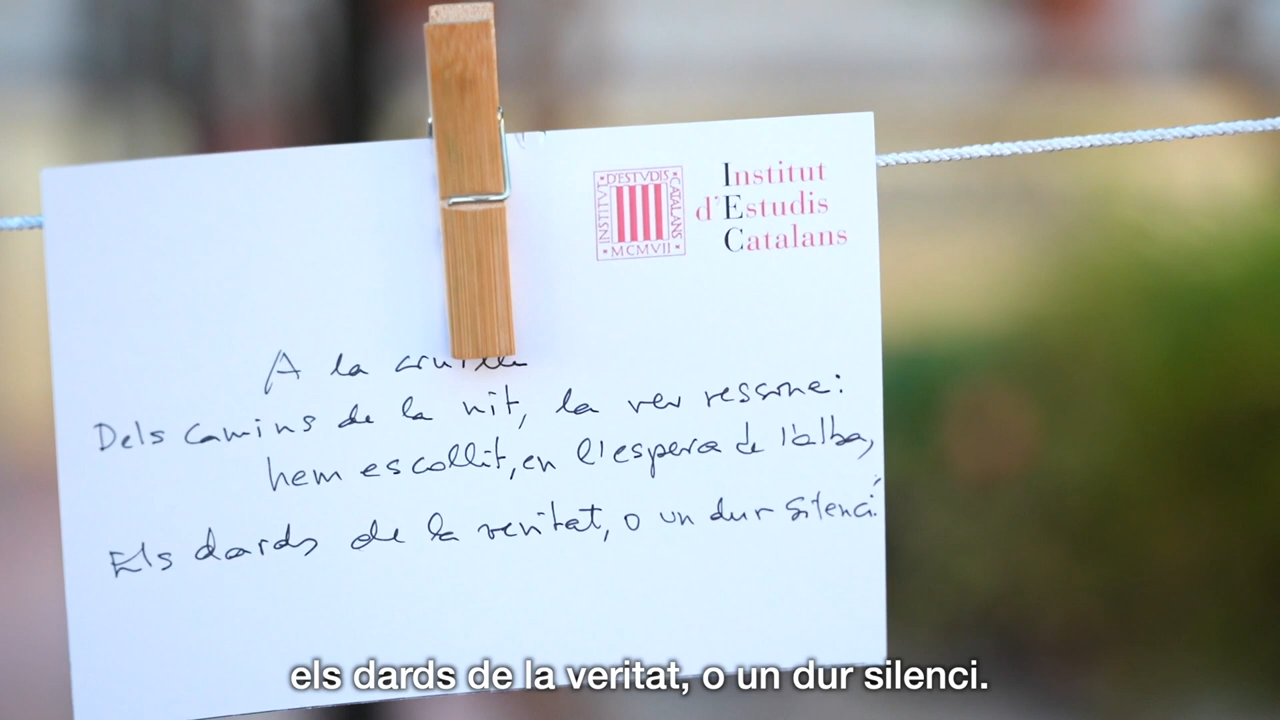 INSTITVT D'ESTVDIS CATALANS
MCMVII
Institut
d'Estudis
Catalans
A la cruïlla
Dels camins de la nit, la veu ressona:
hem escollit, en l'espera de l'alba,
Els dards de la veritat, o un dur silenci.
els dards de la veritat, o un dur silenci.